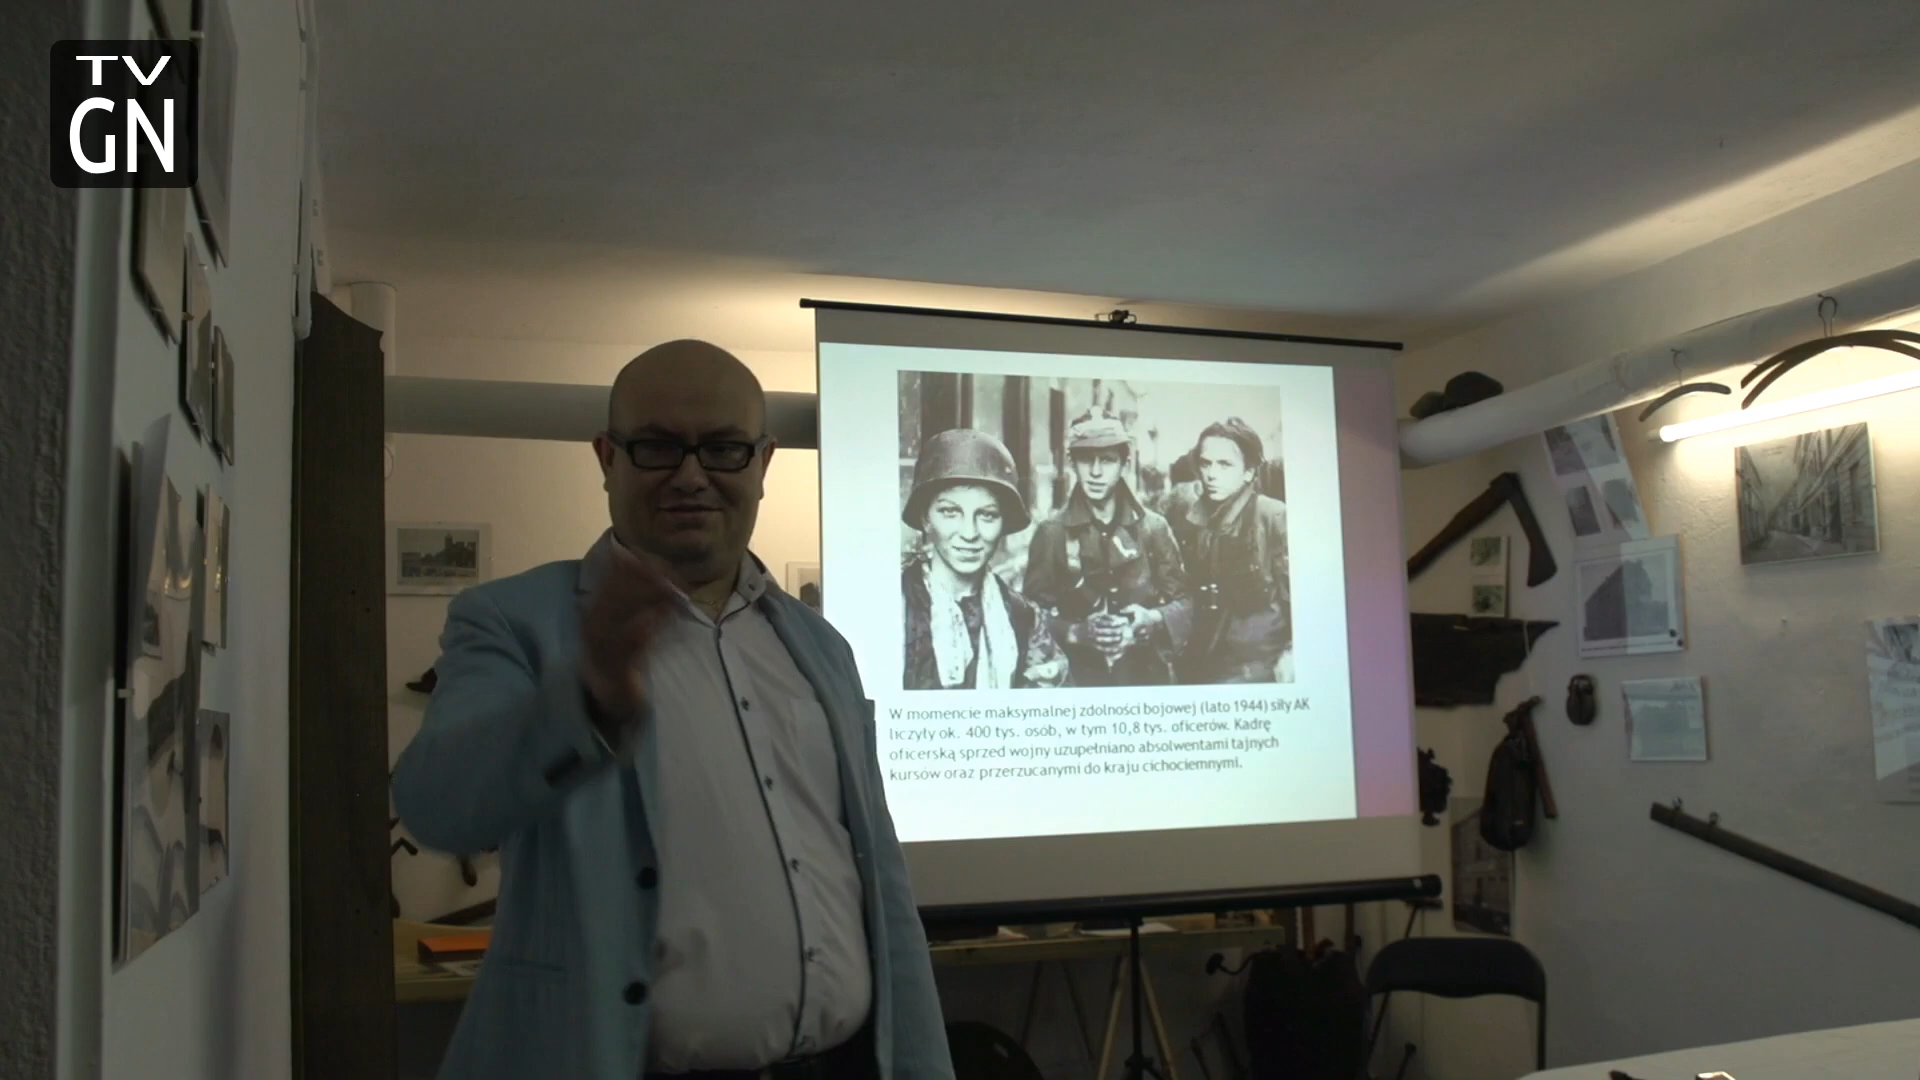 TV
GN
W momencie maksymalnej zdolności bojowej (lato 1944) siły AK
liczyły ok. 400 tys. osób, w tym 10,8 tys. oficerów. Kadrę
oficerską sprzed wojny uzupełniano absolwentami tajnych
kursów oraz przerzucanymi do kraju cichociemnymi.